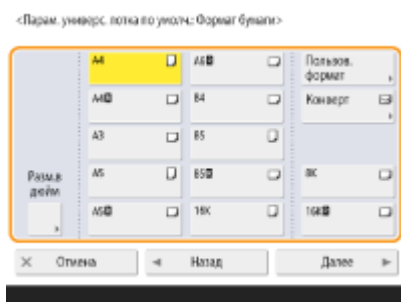 <Парам. универс. лотка по умолч.: Формат бумаги>
A4
A6R
Пользов.
формат
A4R
B4
Конверт
A3
B5
Разм.в
дюйм
A5
B5R
8K
A5R
16K
16KR
Отмена
Назад
Далее